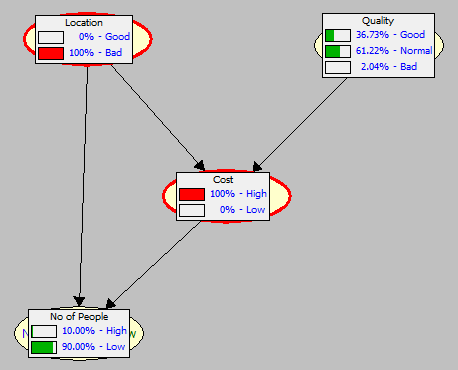 Location
0% - Good
100% - Bad
Quality
36.73% - Good
61.22% - Normal
2.04% - Bad
Cost
100% - High
0% - Low
No of People
10.00% - High
90.00% - Low